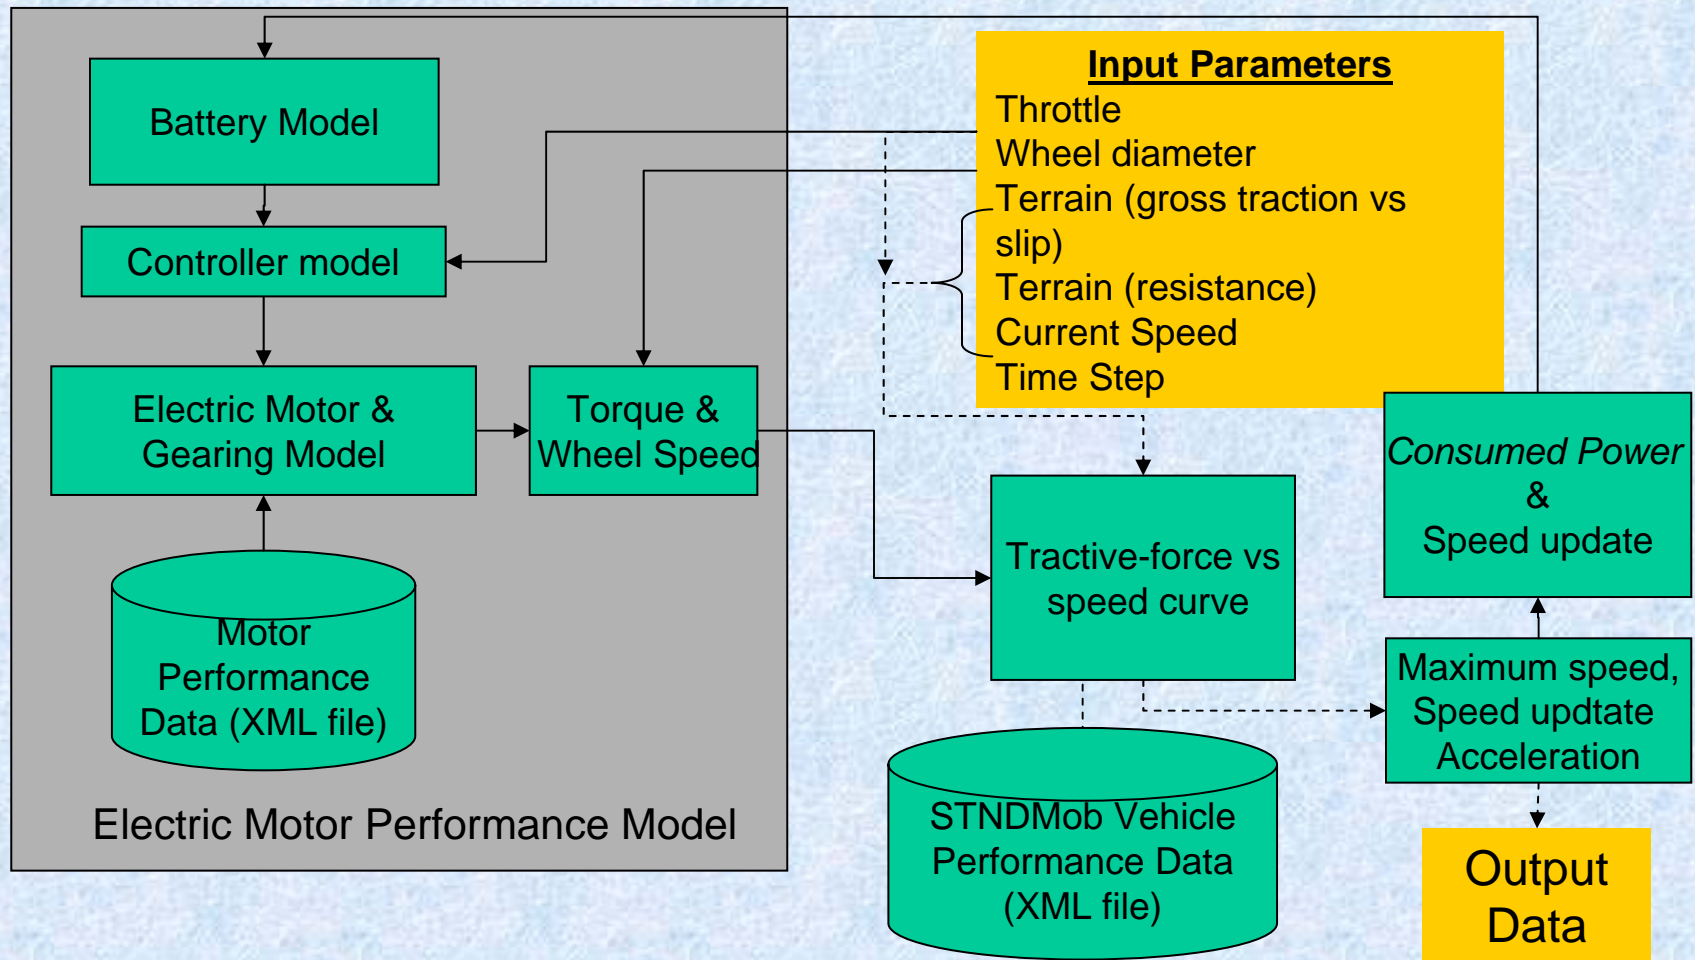 Battery Model
Controller model
Electric Motor &
Gearing Model
Torque &
Wheel Speed
Motor
Performance
Data (XML file)
Electric Motor Performance Model
Input Parameters
Throttle
Wheel diameter
Terrain (gross traction vs
slip)
Terrain (resistance)
Current Speed
Time Step
Consumed Power
&
Speed update
Tractive-force vs
speed curve
Maximum speed,
Speed updtate
Acceleration
STNDMob Vehicle
Performance Data
(XML file)
Output
Data